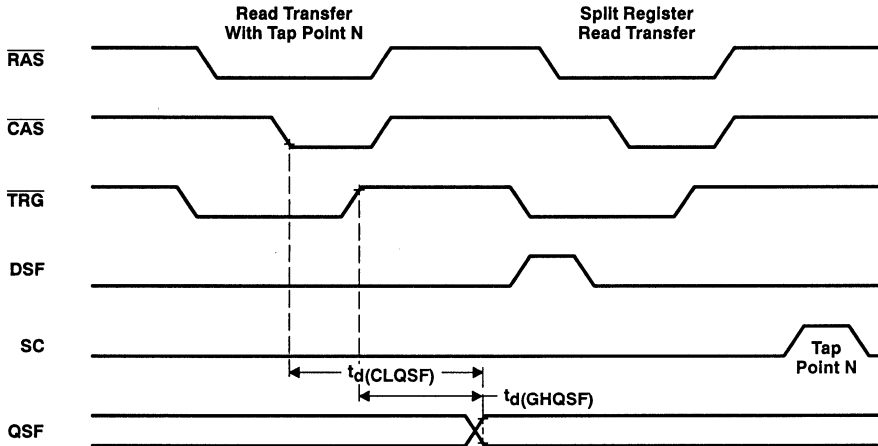 Read Transfer
With Tap Point N
Split Register
Read Transfer
RAS
CAS
TRG
DSF
SC
Tap
Point N
td(CLQSF)
td(GHQSF)
QSF